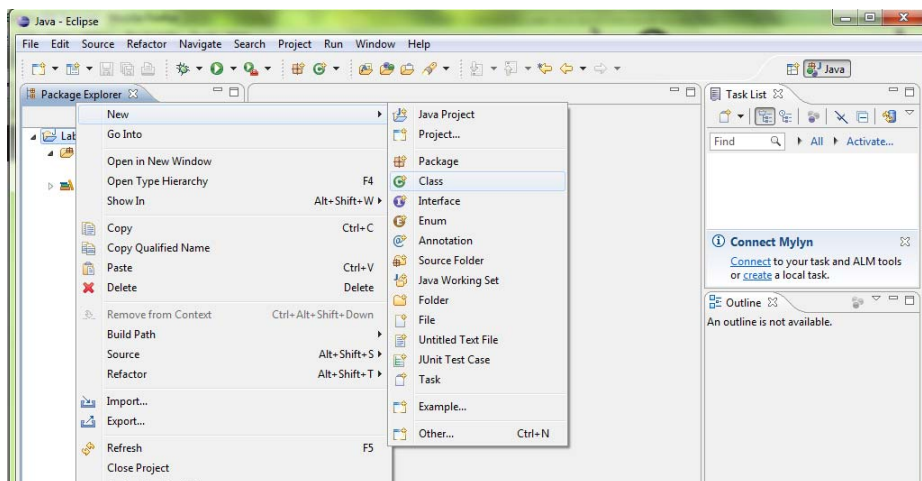 Java - Eclipse
File Edit Source Refactor Navigate Search Project Run Window Help
Java
Package Explorer
Lab
New
Go Into
Open in New Window
Open Type Hierarchy F4
Show In Alt+Shift+W
Copy Ctrl+C
Copy Qualified Name
Paste Ctrl+V
Delete Delete
Remove from Context Ctrl+Alt+Shift+Down
Build Path
Source Alt+Shift+S
Refactor Alt+Shift+T
Import...
Export...
Refresh F5
Close Project
Java Project
Project...
Package
Class
Interface
Enum
Annotation
Source Folder
Java Working Set
Folder
File
Untitled Text File
JUnit Test Case
Task
Example...
Other... Ctrl+N
Task List
Find All Activate...
Connect Mylyn
Connect to your task and ALM tools
or create a local task.
Outline
An outline is not available.